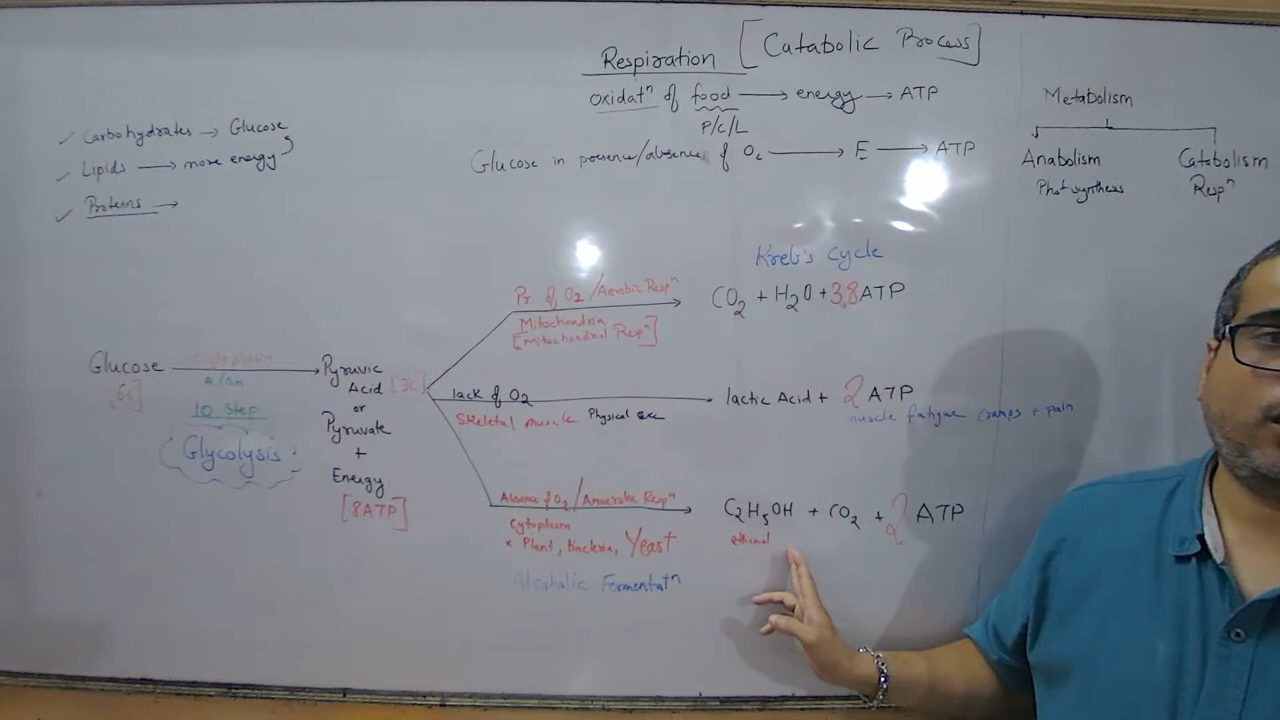 Respiration [Catabolic Process]
oxidatⁿ of food → energy → ATP
P/C/L
Glucose in presence/absence of O₂ → E → ATP
Metabolism
Anabolism
Photosynthesis
Catabolism
Respⁿ
✓ Carbohydrates → Glucose
✓ Lipids → more energy
✓ Proteins →
Glucose
[6C]
Cytoplasm
10 Step
Glycolysis
Pyruvic
Acid [3C]
or
Pyruvate
+
Energy
[8ATP]
Kreb's Cycle
Pr of O₂/Aerobic Respⁿ
Mitochondria
[Mitochondrial Respⁿ]
CO₂ + H₂O + 38ATP
lack of O₂
Skeletal muscle Physical exe
lactic Acid + 2 ATP
muscle fatigue cramps + pain
Absence of O₂/Anaerobic Respⁿ
Cytoplasm
* Plant, bacteria, Yeast
Alcoholic Fermentatⁿ
C₂H₅OH + CO₂ + 2 ATP
ethanol